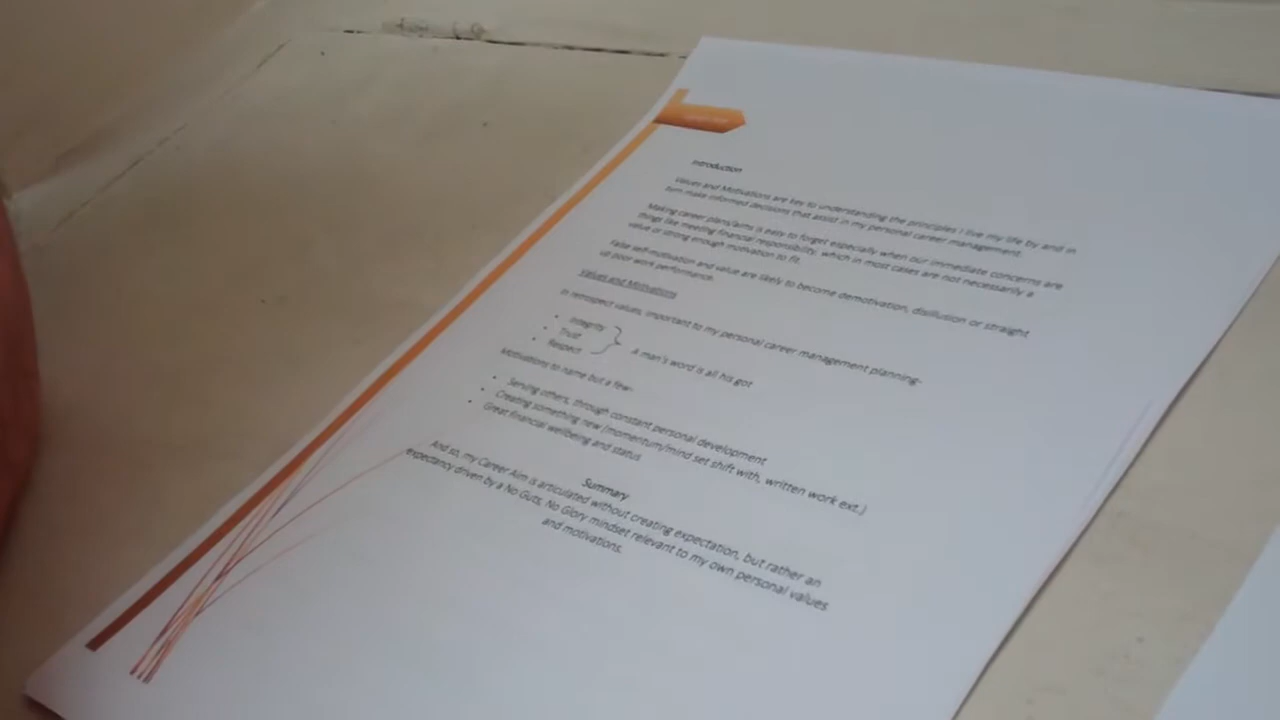 Introduction
Values and Motivations are key to understanding the principles I live my life by and in
turn make informed decisions that assist in my personal career management.
Making career plans/aims is easy to forget especially when our immediate concerns are
things like meeting financial responsibility, which in most cases are not necessarily a
value or strong enough motivation to fit.
False self-motivation and value are likely to become demotivation, disillution or straight
up poor work performance.
Values and Motivations
In retrospect values, important to my personal career management planning:-
• Integrity
• Trust
• Respect
A man's word is all his got
Motivations to name but a few-
• Serving others, through constant personal development
• Creating something new (momentum/mind set shift with, written work ext.)
• Great financial wellbeing and status
Summary
And so, my Career Aim is articulated without creating expectation, but rather an
expectancy driven by a No Guts, No Glory mindset relevant to my own personal values
and motivations.